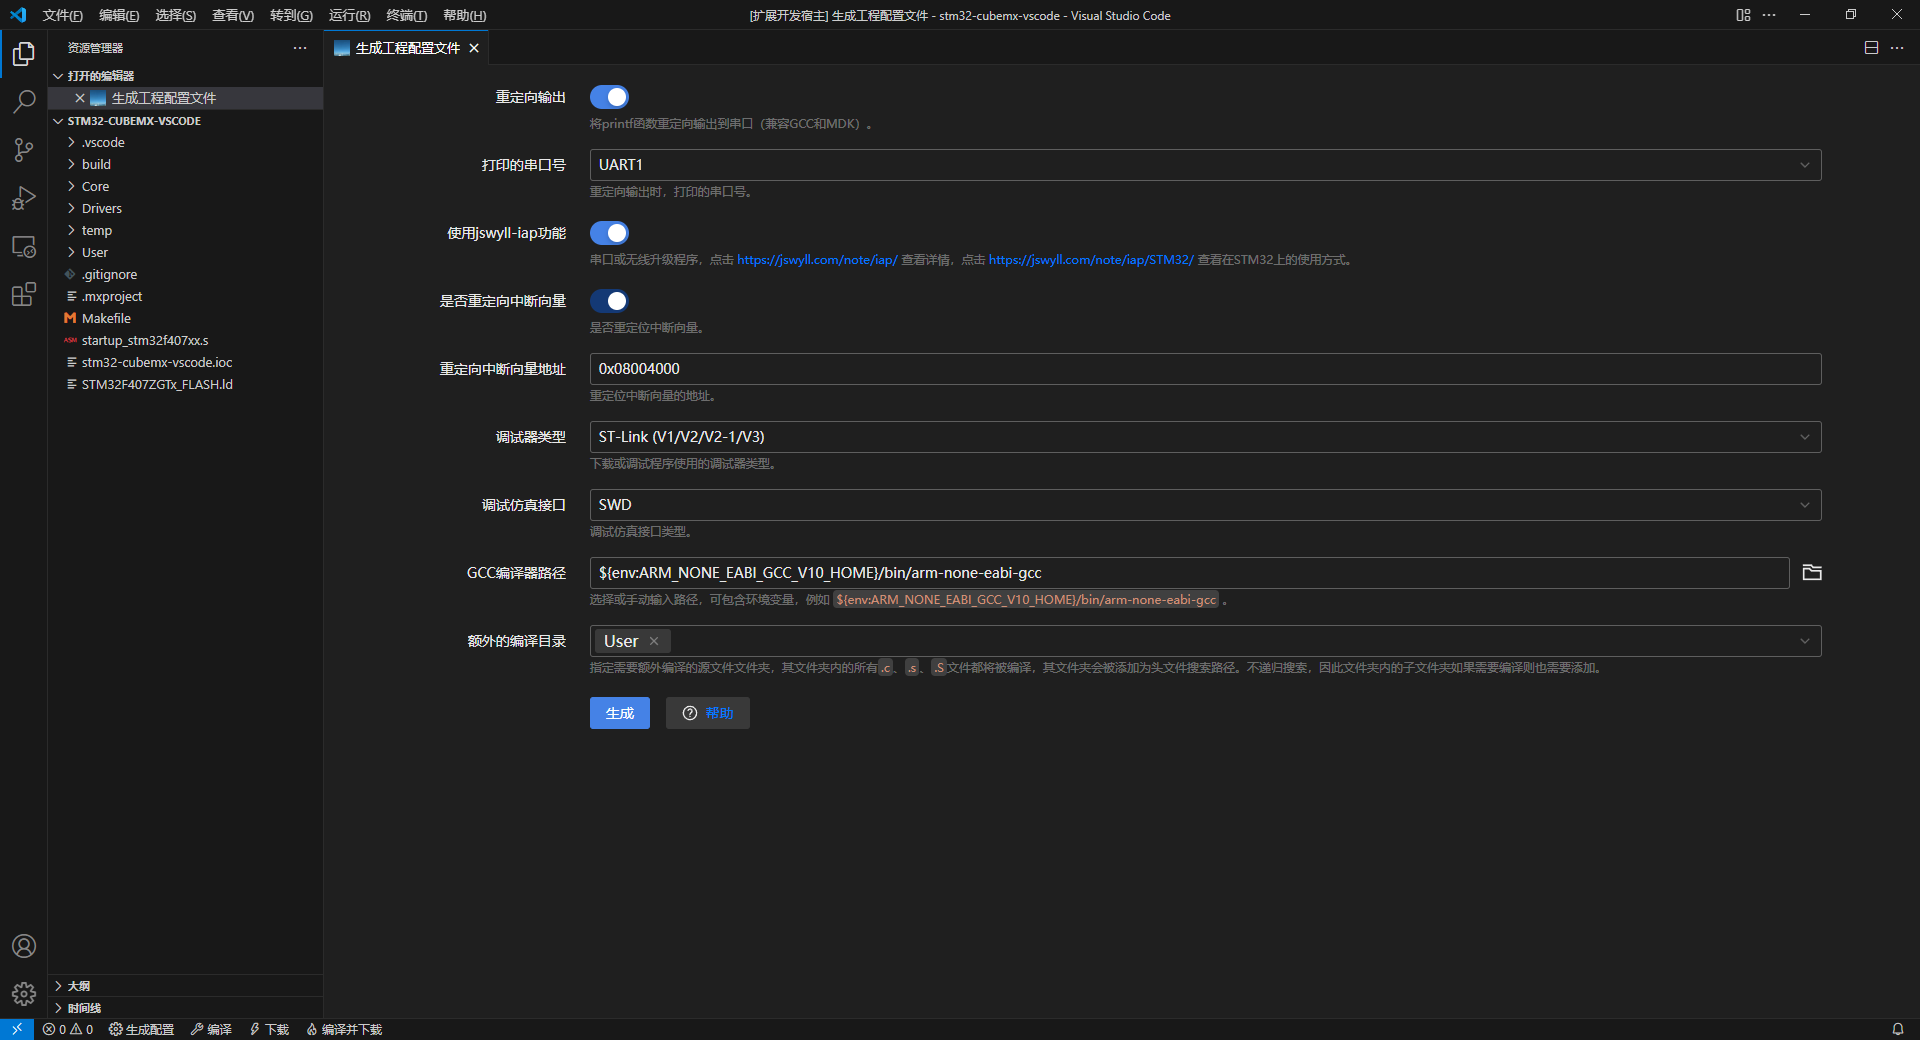 文件(F) 编辑(E) 选择(S) 查看(V) 转到(G) 运行(R) 终端(T) 帮助(H) [扩展开发宿主] 生成工程配置文件 - stm32-cubemx-vscode - Visual Studio Code
资源管理器
打开的编辑器
生成工程配置文件
STM32-CUBEMX-VSCODE
.vscode
build
Core
Drivers
temp
User
.gitignore
.mxproject
Makefile
ASM startup_stm32f407xx.s
stm32-cubemx-vscode.ioc
STM32F407ZGTx_FLASH.ld
大纲
时间线
生成工程配置文件
重定向输出
将printf函数重定向输出到串口（兼容GCC和MDK）。
打印的串口号 UART1
重定向输出时，打印的串口号。
使用jswyll-iap功能
串口或无线升级程序，点击 https://jswyll.com/note/iap/ 查看详情，点击 https://jswyll.com/note/iap/STM32/ 查看在STM32上的使用方式。
是否重定向中断向量
是否重定位中断向量。
重定向中断向量地址 0x08004000
重定位中断向量的地址。
调试器类型 ST-Link (V1/V2/V2-1/V3)
下载或调试程序使用的调试器类型。
调试仿真接口 SWD
调试仿真接口类型。
GCC编译器路径 ${env:ARM_NONE_EABI_GCC_V10_HOME}/bin/arm-none-eabi-gcc
选择或手动输入路径，可包含环境变量，例如 ${env:ARM_NONE_EABI_GCC_V10_HOME}/bin/arm-none-eabi-gcc 。
额外的编译目录 User
指定需要额外编译的源文件文件夹，其文件夹内的所有.c、.s、.S文件都将被编译，其文件夹会被添加为头文件搜索路径。不递归搜索，因此文件夹内的子文件夹如果需要编译则也需要添加。
生成 帮助
0 0 生成配置 编译 下载 编译并下载